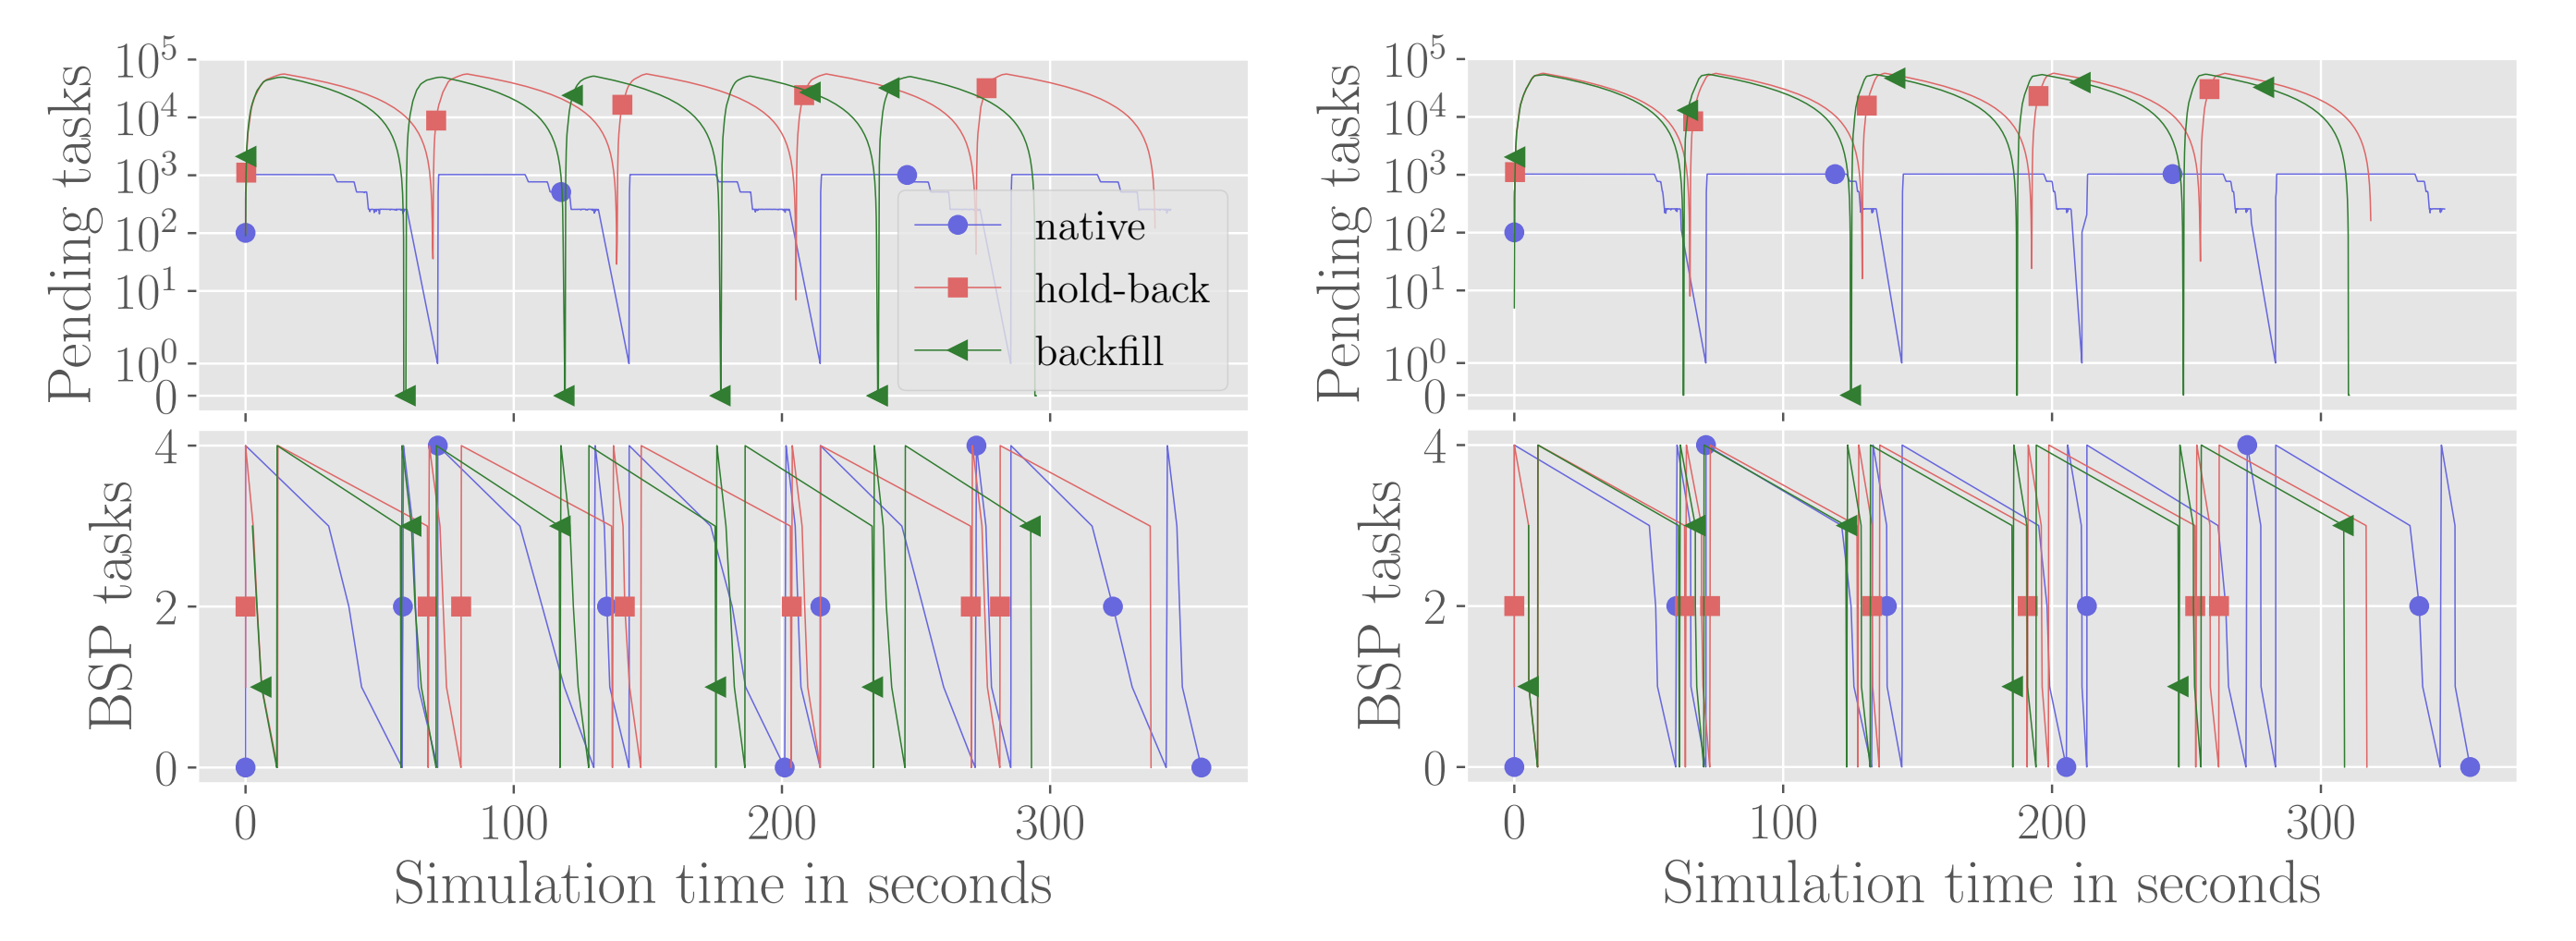 Pending tasks
10^5
10^4
10^3
10^2
10^1
10^0
0
native
hold-back
backfill
BSP tasks
4
2
0
0 100 200 300
Simulation time in seconds
Pending tasks
10^5
10^4
10^3
10^2
10^1
10^0
0
BSP tasks
4
2
0
0 100 200 300
Simulation time in seconds